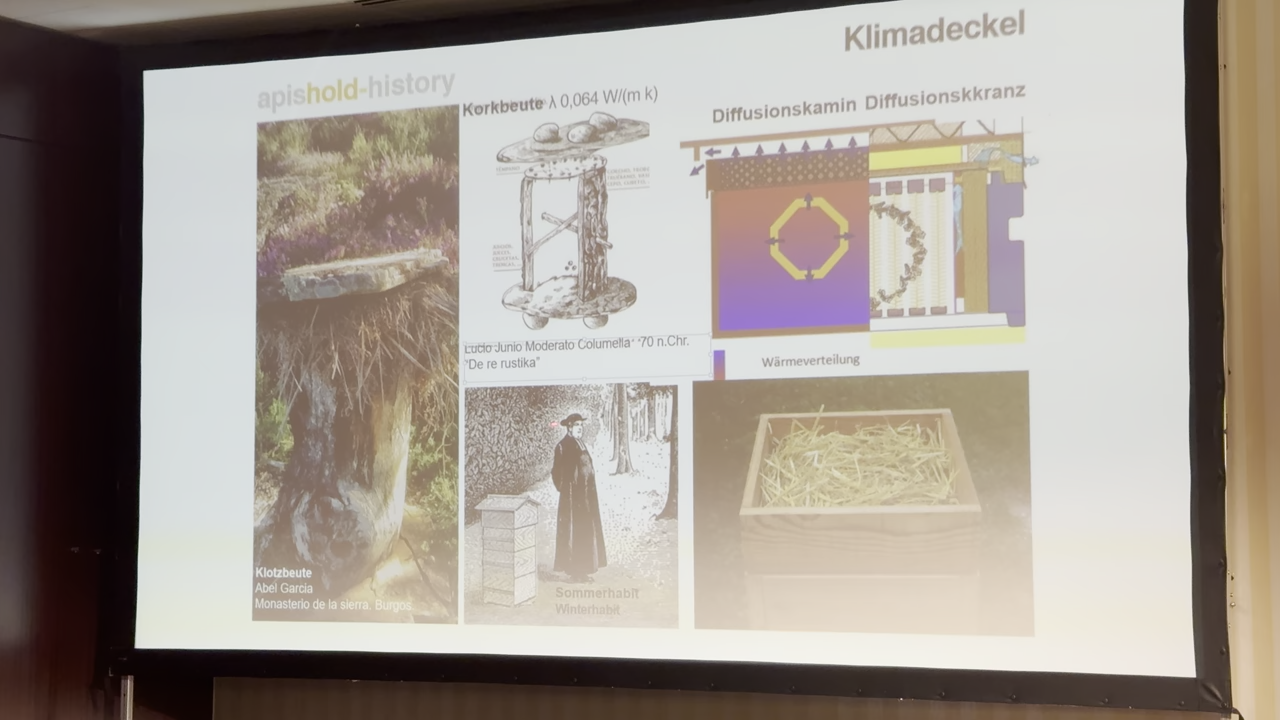 Klimadeckel
apishold-history
Korkbeute λ 0,064 W/(m k)
Diffusionskamin Diffusionskkranz
Lucio Junio Moderato Columella 70 n.Chr.
"De re rustika"
Wärmeverteilung
Klotzbeute
Abel Garcia
Monasterio de la sierra. Burgos
Sommerhabit
Winterhabit